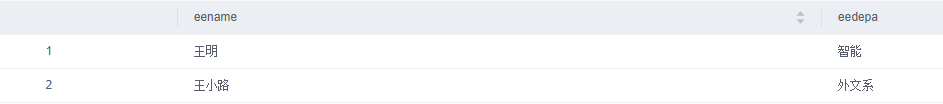 eename eedepa
1 王明 智能
2 王小路 外文系